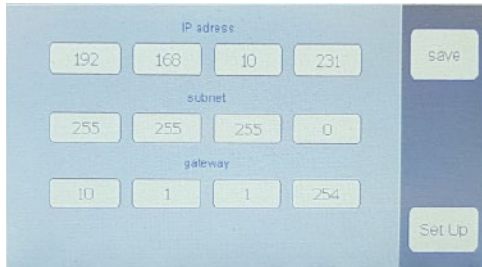 IP adress
192 168 10 231
save
subnet
255 255 255 0
gateway
10 1 1 254
Set Up